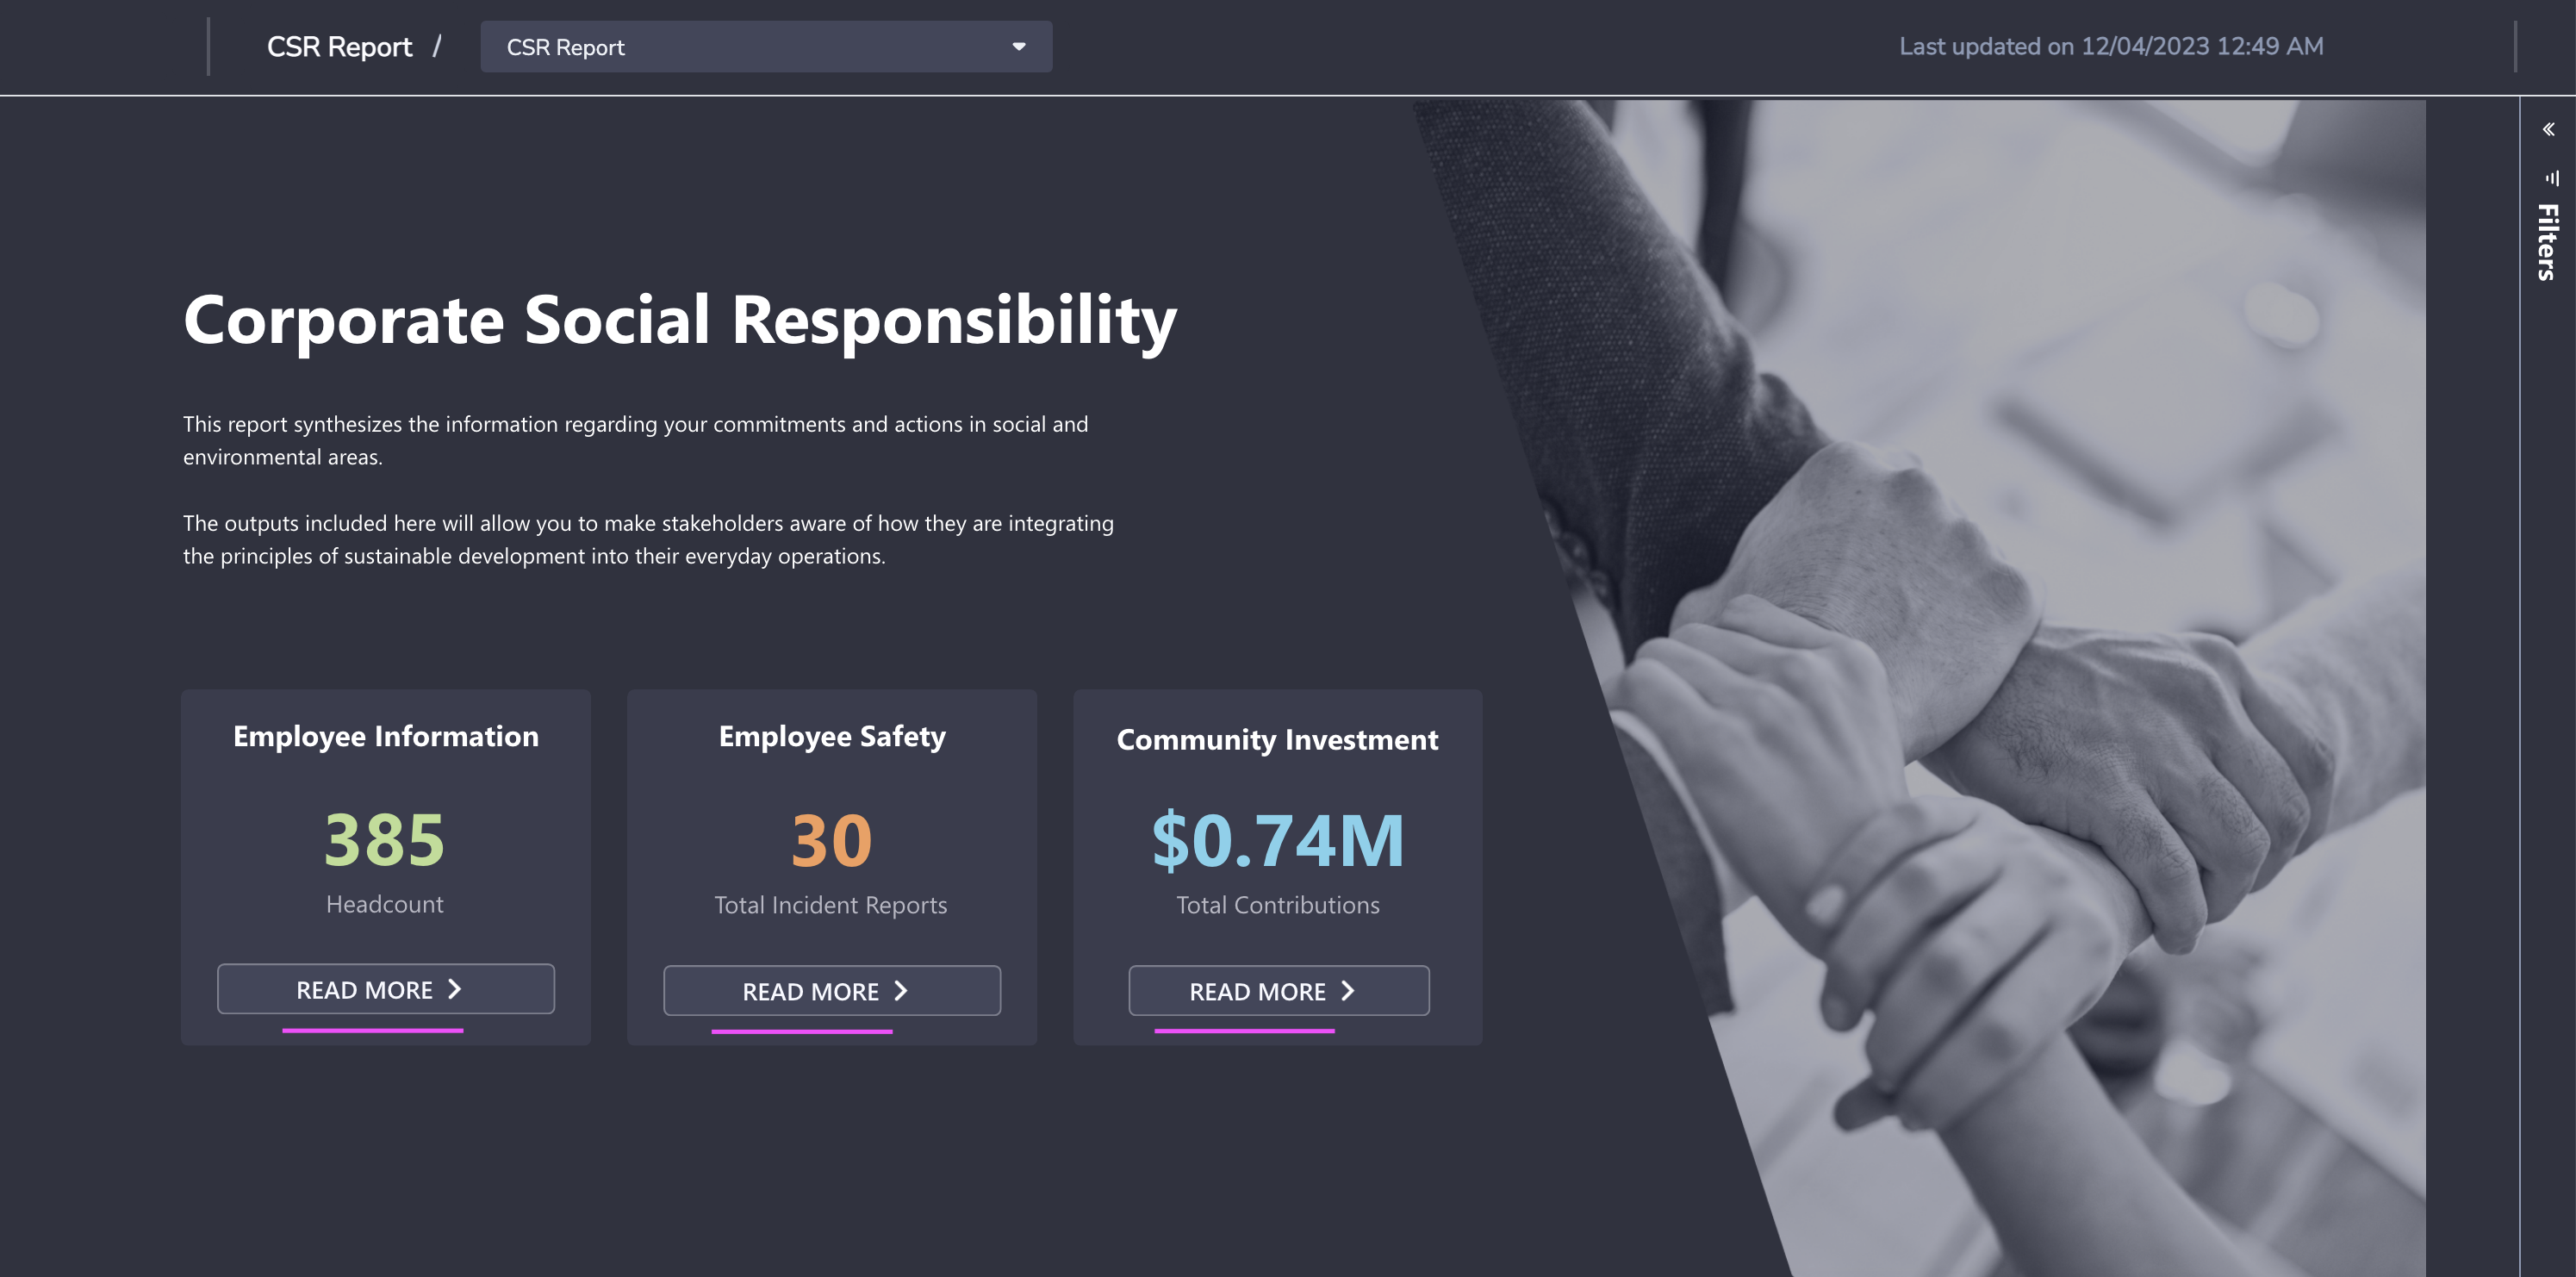 CSR Report /
CSR Report
Last updated on 12/04/2023 12:49 AM
Filters
Corporate Social Responsibility
This report synthesizes the information regarding your commitments and actions in social and
environmental areas.
The outputs included here will allow you to make stakeholders aware of how they are integrating
the principles of sustainable development into their everyday operations.
Employee Information
385
Headcount
READ MORE
Employee Safety
30
Total Incident Reports
READ MORE
Community Investment
$0.74M
Total Contributions
READ MORE